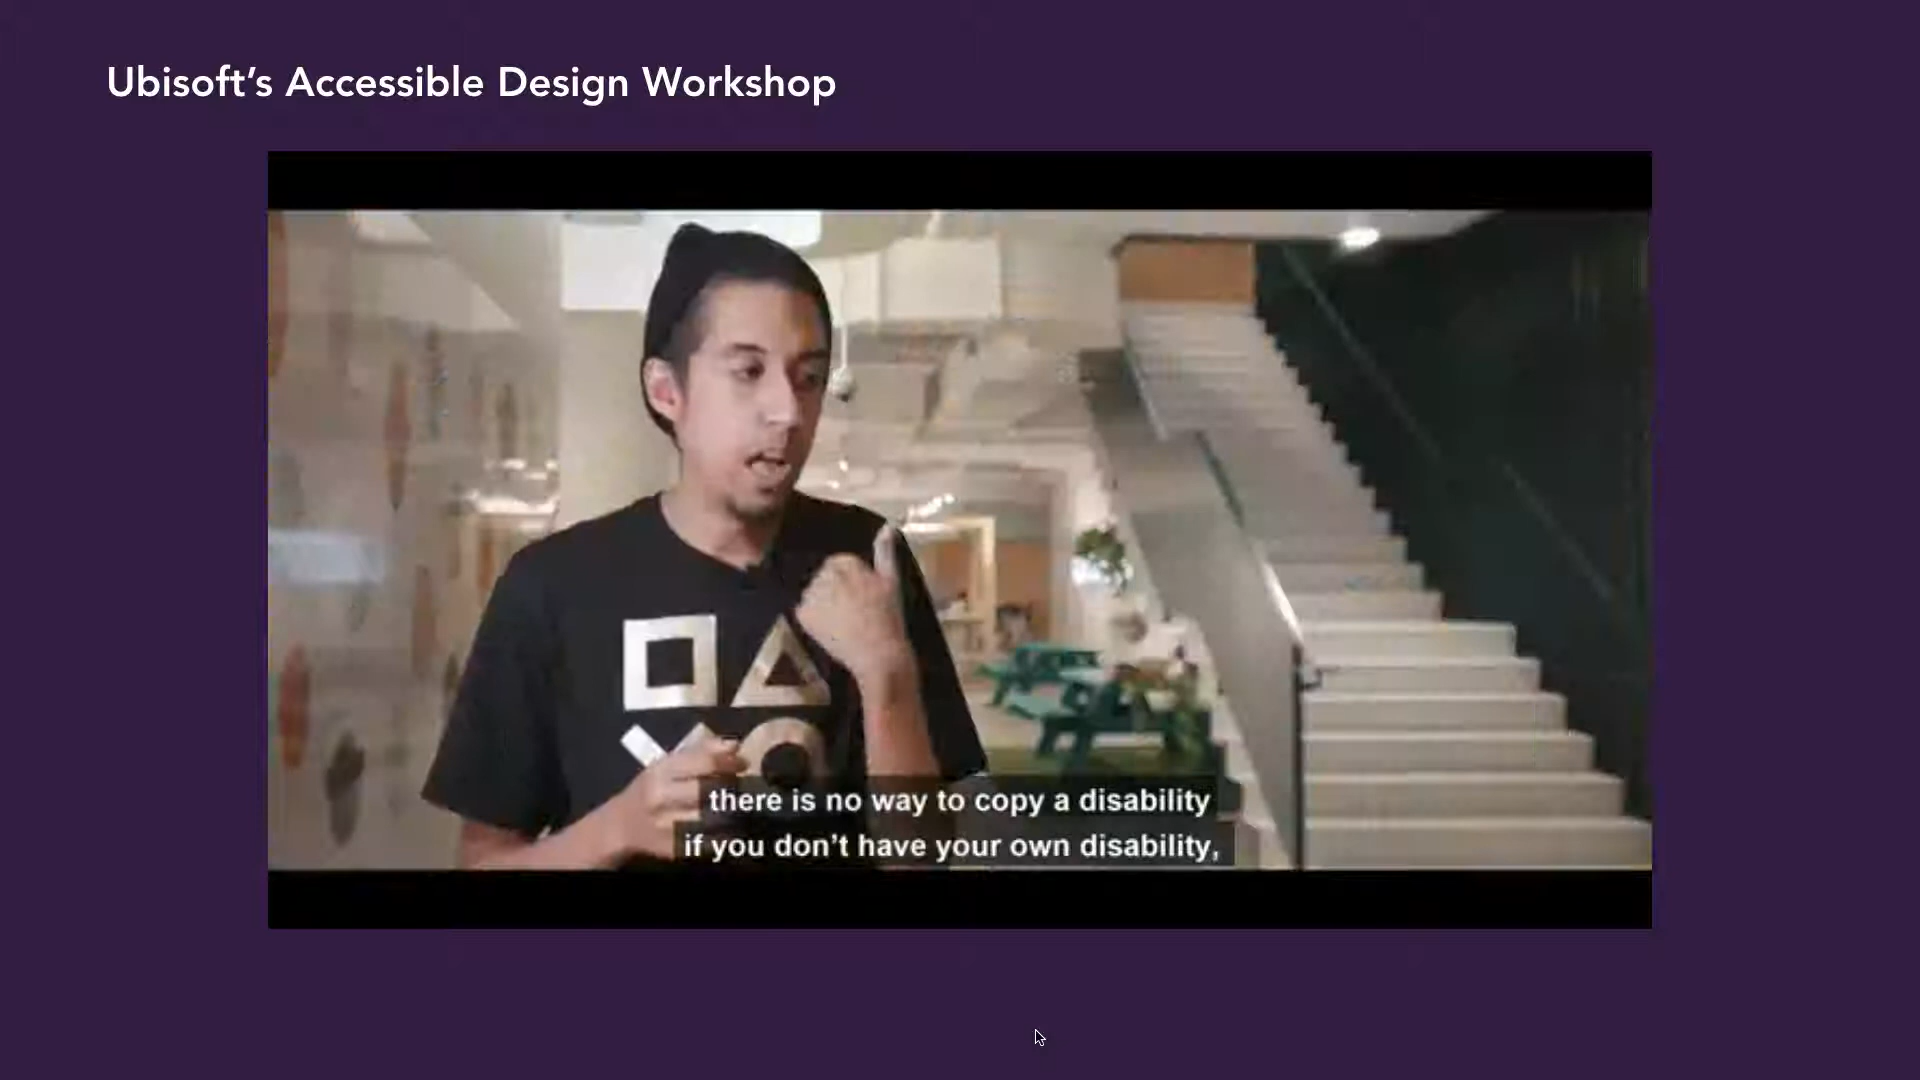 Ubisoft’s Accessible Design Workshop
there is no way to copy a disability
if you don’t have your own disability,